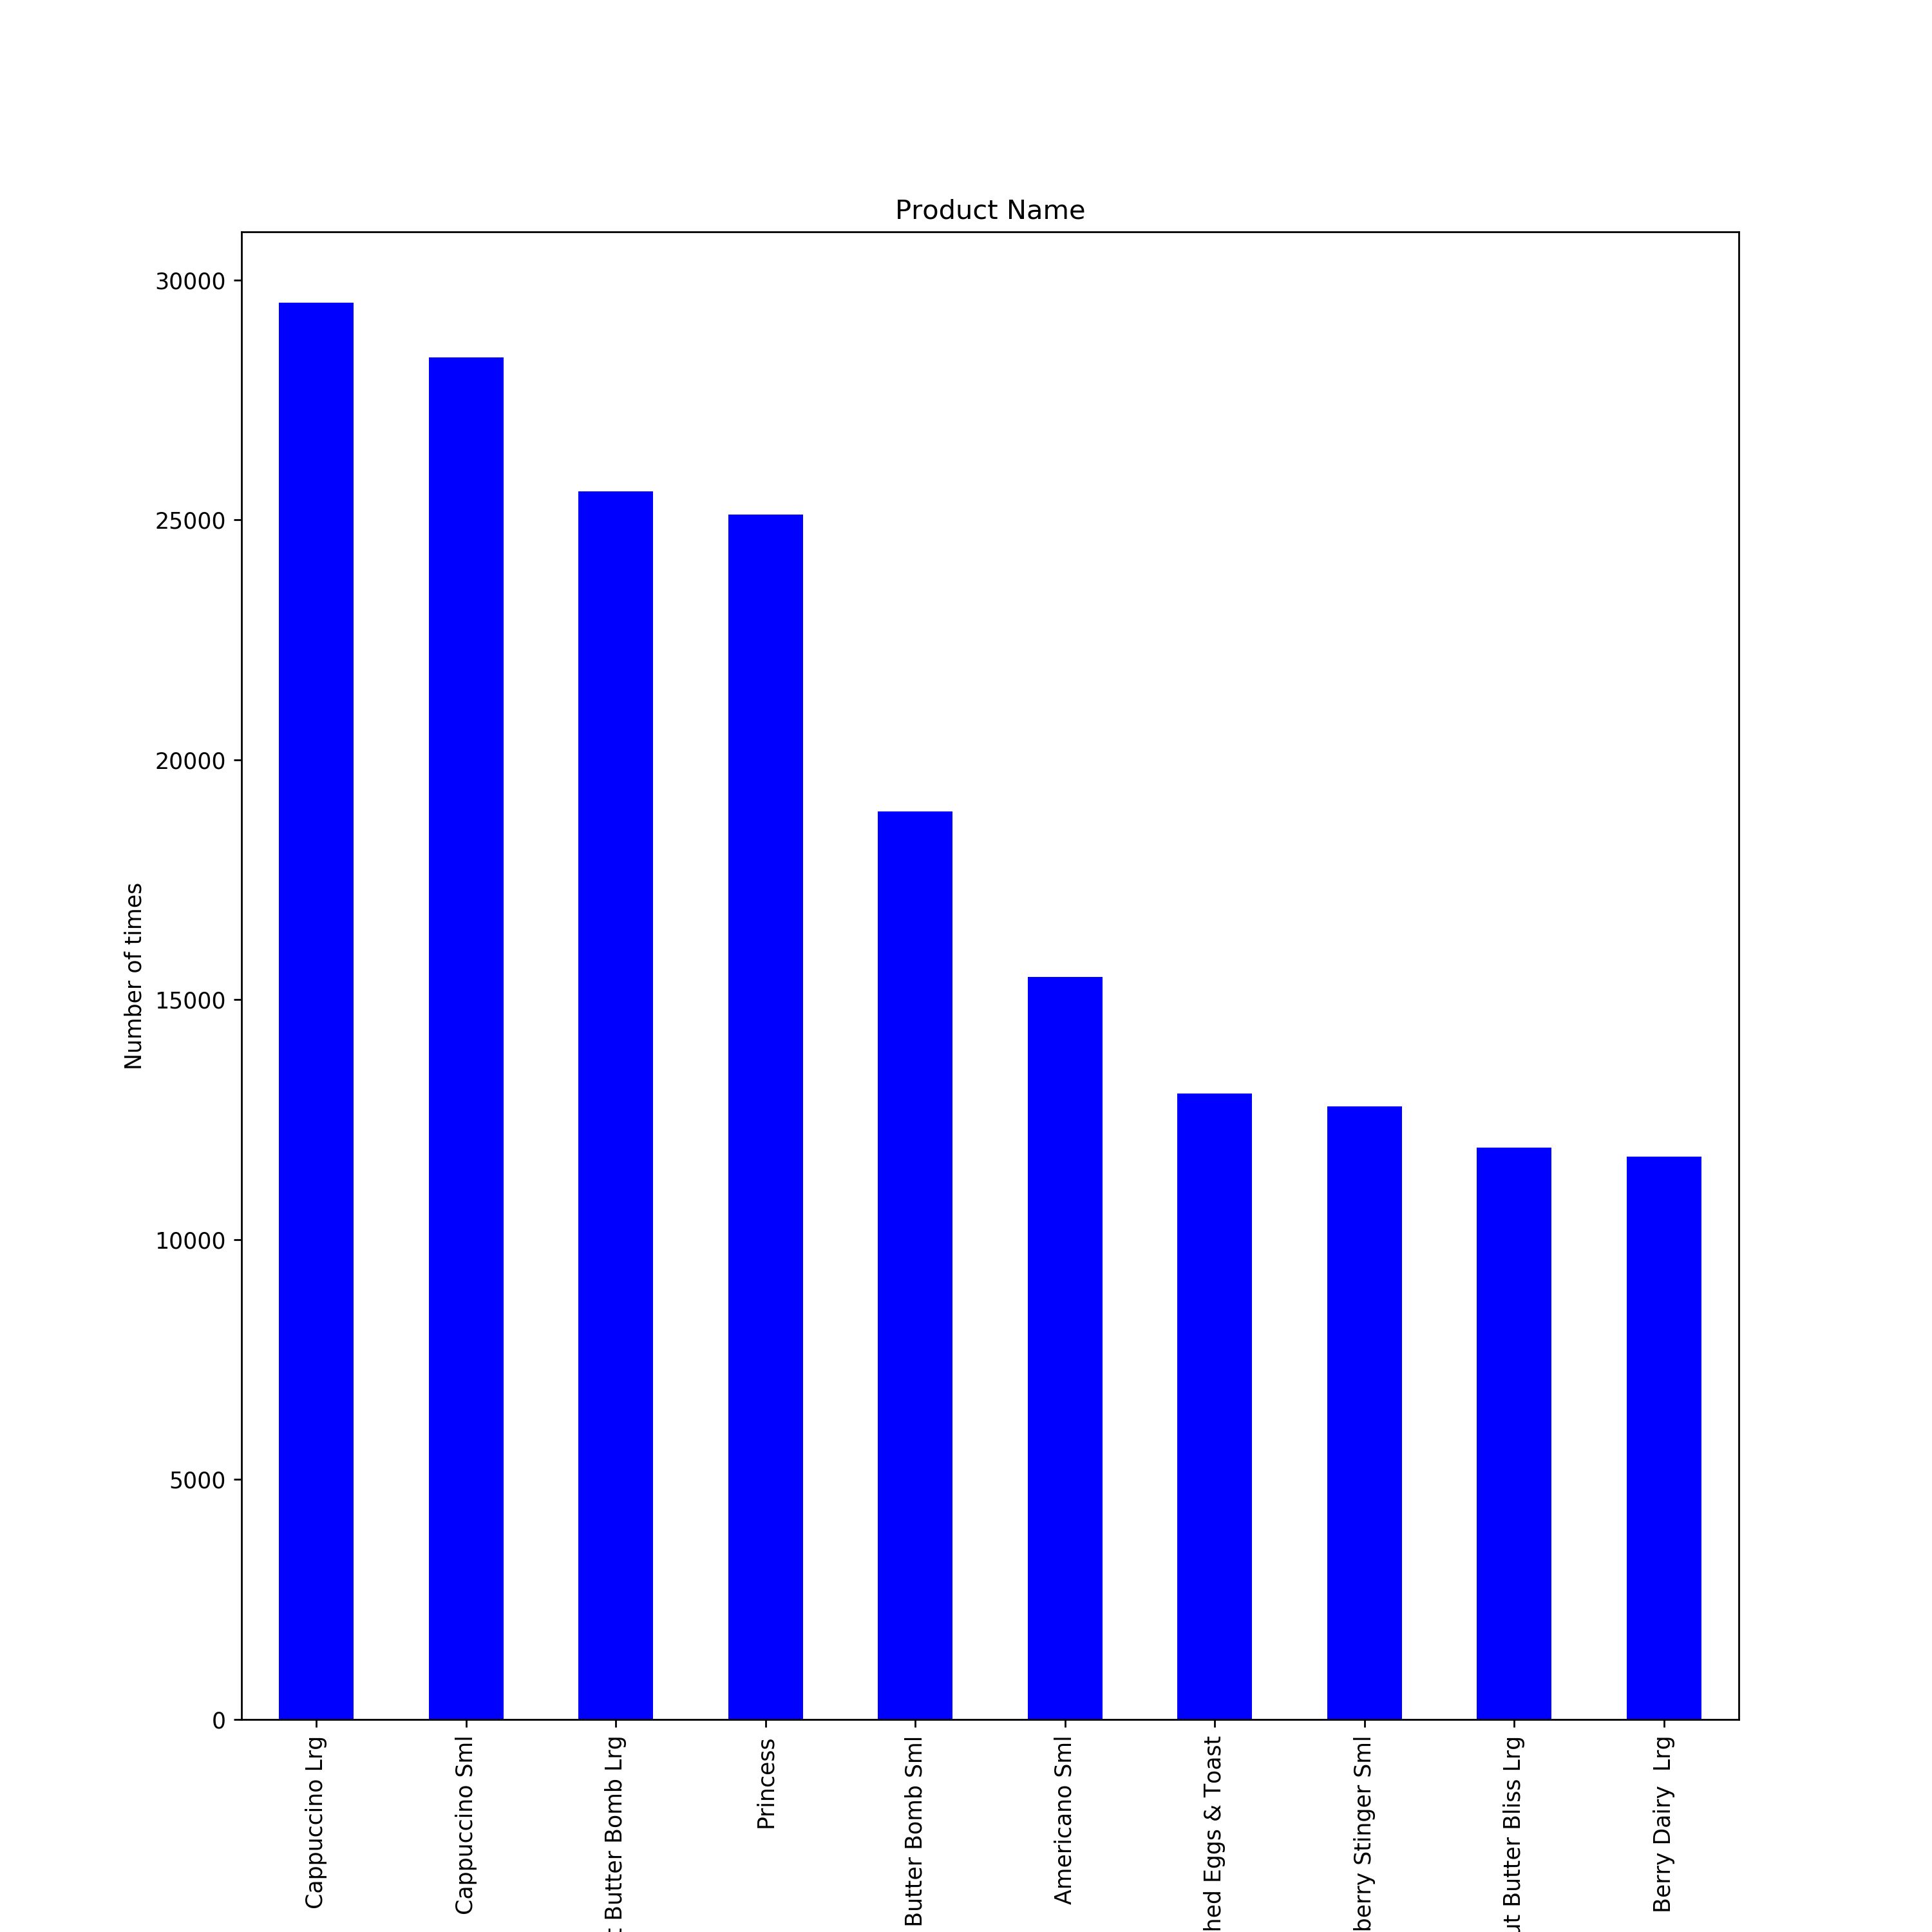 Product Name
30000
25000
20000
15000
10000
5000
0
Number of times
Cappuccino Lrg
Cappuccino Sml
Butter Bomb Lrg
Princess
Butter Bomb Sml
Americano Sml
Eggs & Toast
Stinger Sml
Butter Bliss Lrg
Berry Dairy  Lrg